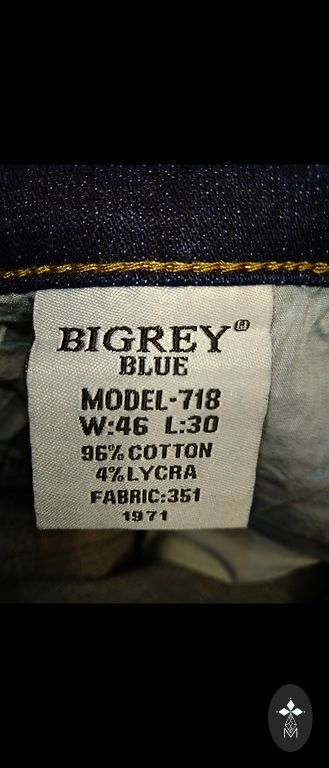 BIGREY®
BLUE
MODEL-718
W:46 L:30
96% COTTON
4% LYCRA
FABRIC:351
1971
M